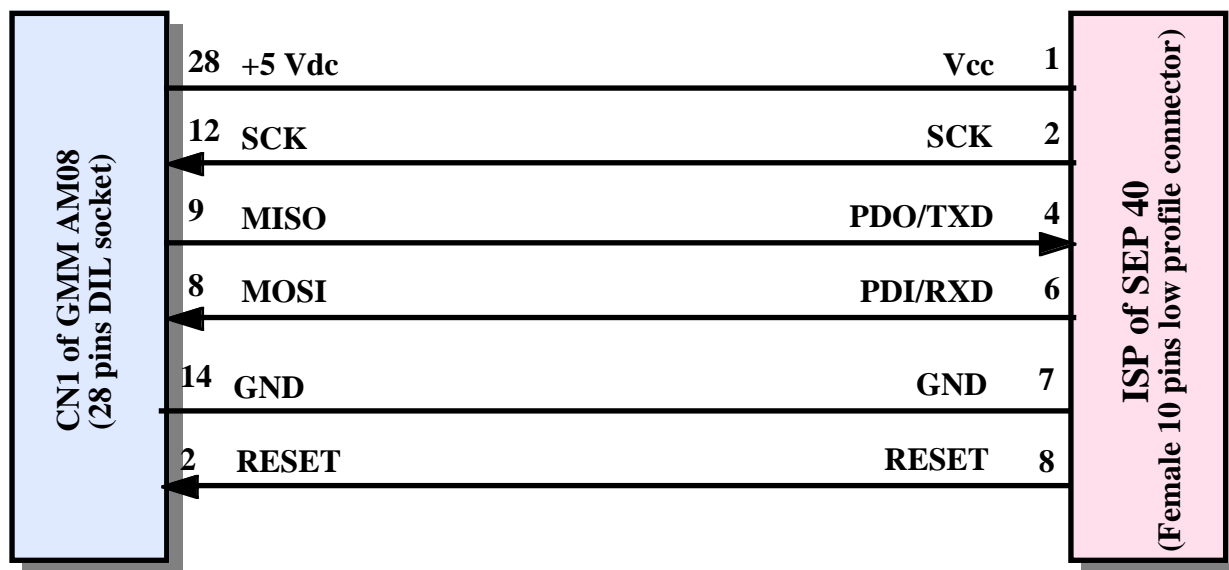 CN1 of GMM AM08
(28 pins DIL socket)
28 +5 Vdc Vcc 1
12 SCK SCK 2
9 MISO PDO/TXD 4
8 MOSI PDI/RXD 6
14 GND GND 7
2 RESET RESET 8
ISP of SEP 40
(Female 10 pins low profile connector)